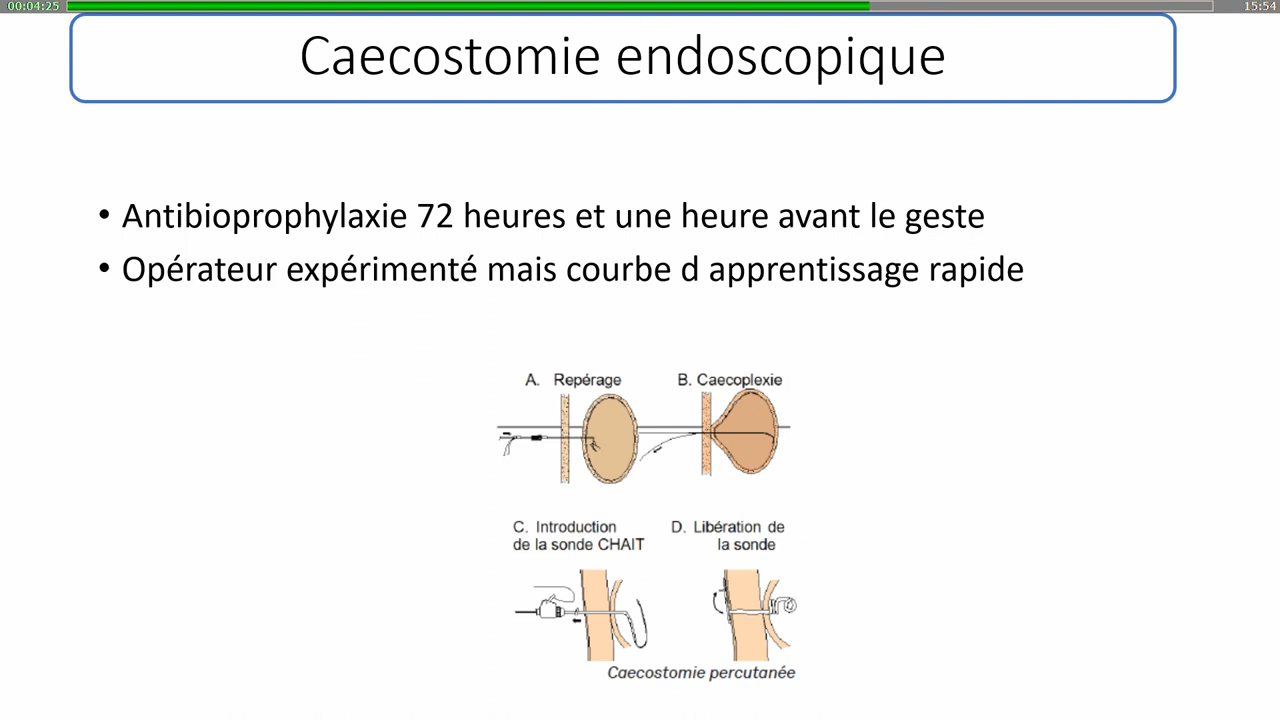 00:04:25
15:54
Caecostomie endoscopique
• Antibioprophylaxie 72 heures et une heure avant le geste
• Opérateur expérimenté mais courbe d apprentissage rapide
A. Repérage
B. Caecoplexie
C. Introduction
de la sonde CHAIT
D. Libération de
la sonde
Caecostomie percutanée